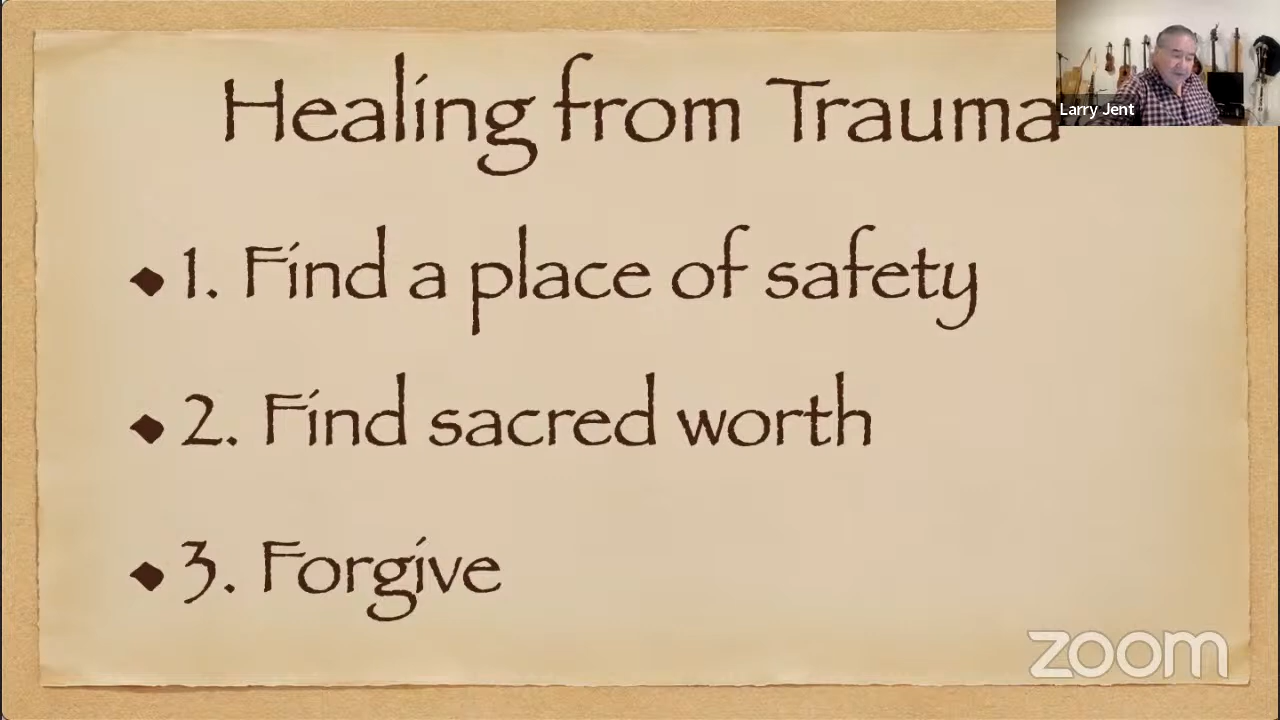 Healing from Trauma
Larry Jent
1. Find a place of safety
2. Find sacred worth
3. Forgive
zoom